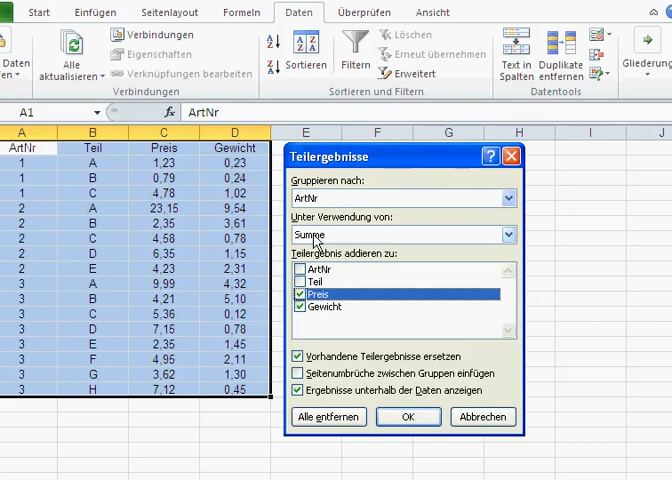 Start Einfügen Seitenlayout Formeln Daten Überprüfen Ansicht
Verbindungen
Eigenschaften
Verknüpfungen bearbeiten
Alle
aktualisieren
Verbindungen
Sortieren
Filtern
Löschen
Erneut übernehmen
Erweitert
Sortieren und Filtern
Text in
Spalten
Duplikate
entfernen
Datentools
Gliederung
A1 fx ArtNr
A B C D E F G H I J
ArtNr Teil Preis Gewicht
1 A 1,23 0,23
1 B 0,79 0,24
1 C 4,78 1,02
2 A 23,15 9,54
2 B 2,35 3,61
2 C 4,58 0,78
2 D 6,35 1,15
2 E 4,23 2,31
3 A 9,99 4,32
3 B 4,21 5,10
3 C 5,36 0,12
3 D 7,15 0,78
3 E 2,35 1,45
3 F 4,95 2,11
3 G 3,62 1,30
3 H 7,12 0,45
Teilergebnisse
Gruppieren nach:
ArtNr
Unter Verwendung von:
Summe
Teilergebnis addieren zu:
ArtNr
Teil
Preis
Gewicht
Vorhandene Teilergebnisse ersetzen
Seitenumbrüche zwischen Gruppen einfügen
Ergebnisse unterhalb der Daten anzeigen
Alle entfernen OK Abbrechen